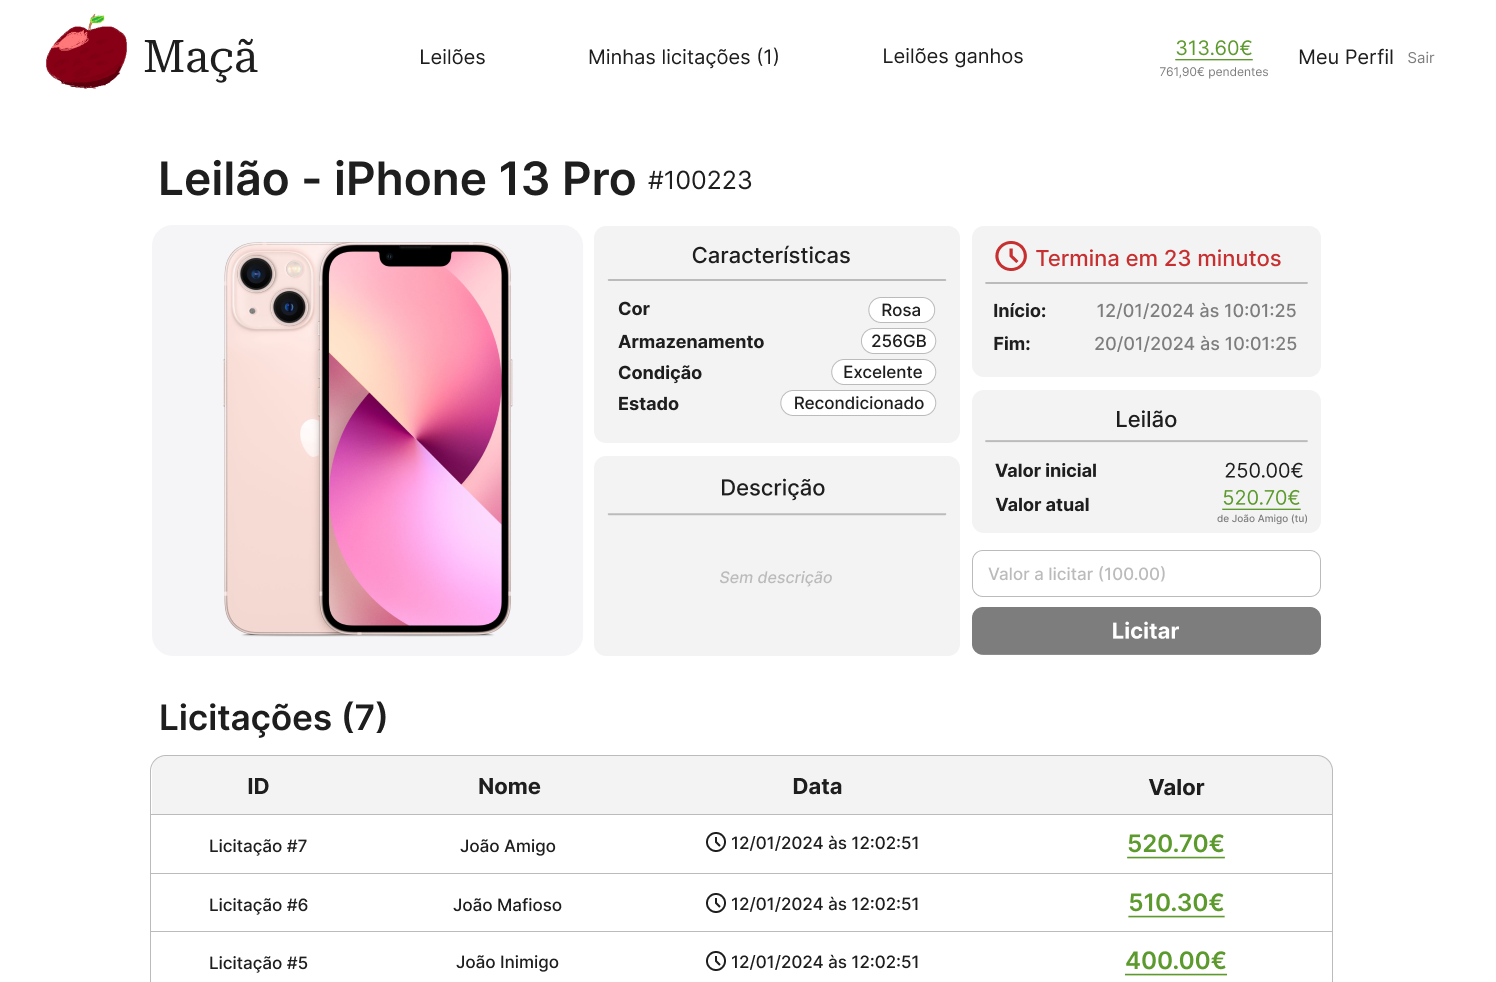 Maçã
Leilões
Minhas licitações (1)
Leilões ganhos
313.60€
761,90€ pendentes
Meu Perfil
Sair
Leilão - iPhone 13 Pro #100223
Características
Cor Rosa
Armazenamento 256GB
Condição Excelente
Estado Recondicionado
Descrição
Sem descrição
Termina em 23 minutos
Início: 12/01/2024 às 10:01:25
Fim: 20/01/2024 às 10:01:25
Leilão
Valor inicial 250.00€
Valor atual 520.70€
de João Amigo (tu)
Valor a licitar (100.00)
Licitar
Licitações (7)
ID Nome Data Valor
Licitação #7 João Amigo 12/01/2024 às 12:02:51 520.70€
Licitação #6 João Mafioso 12/01/2024 às 12:02:51 510.30€
Licitação #5 João Inimigo 12/01/2024 às 12:02:51 400.00€